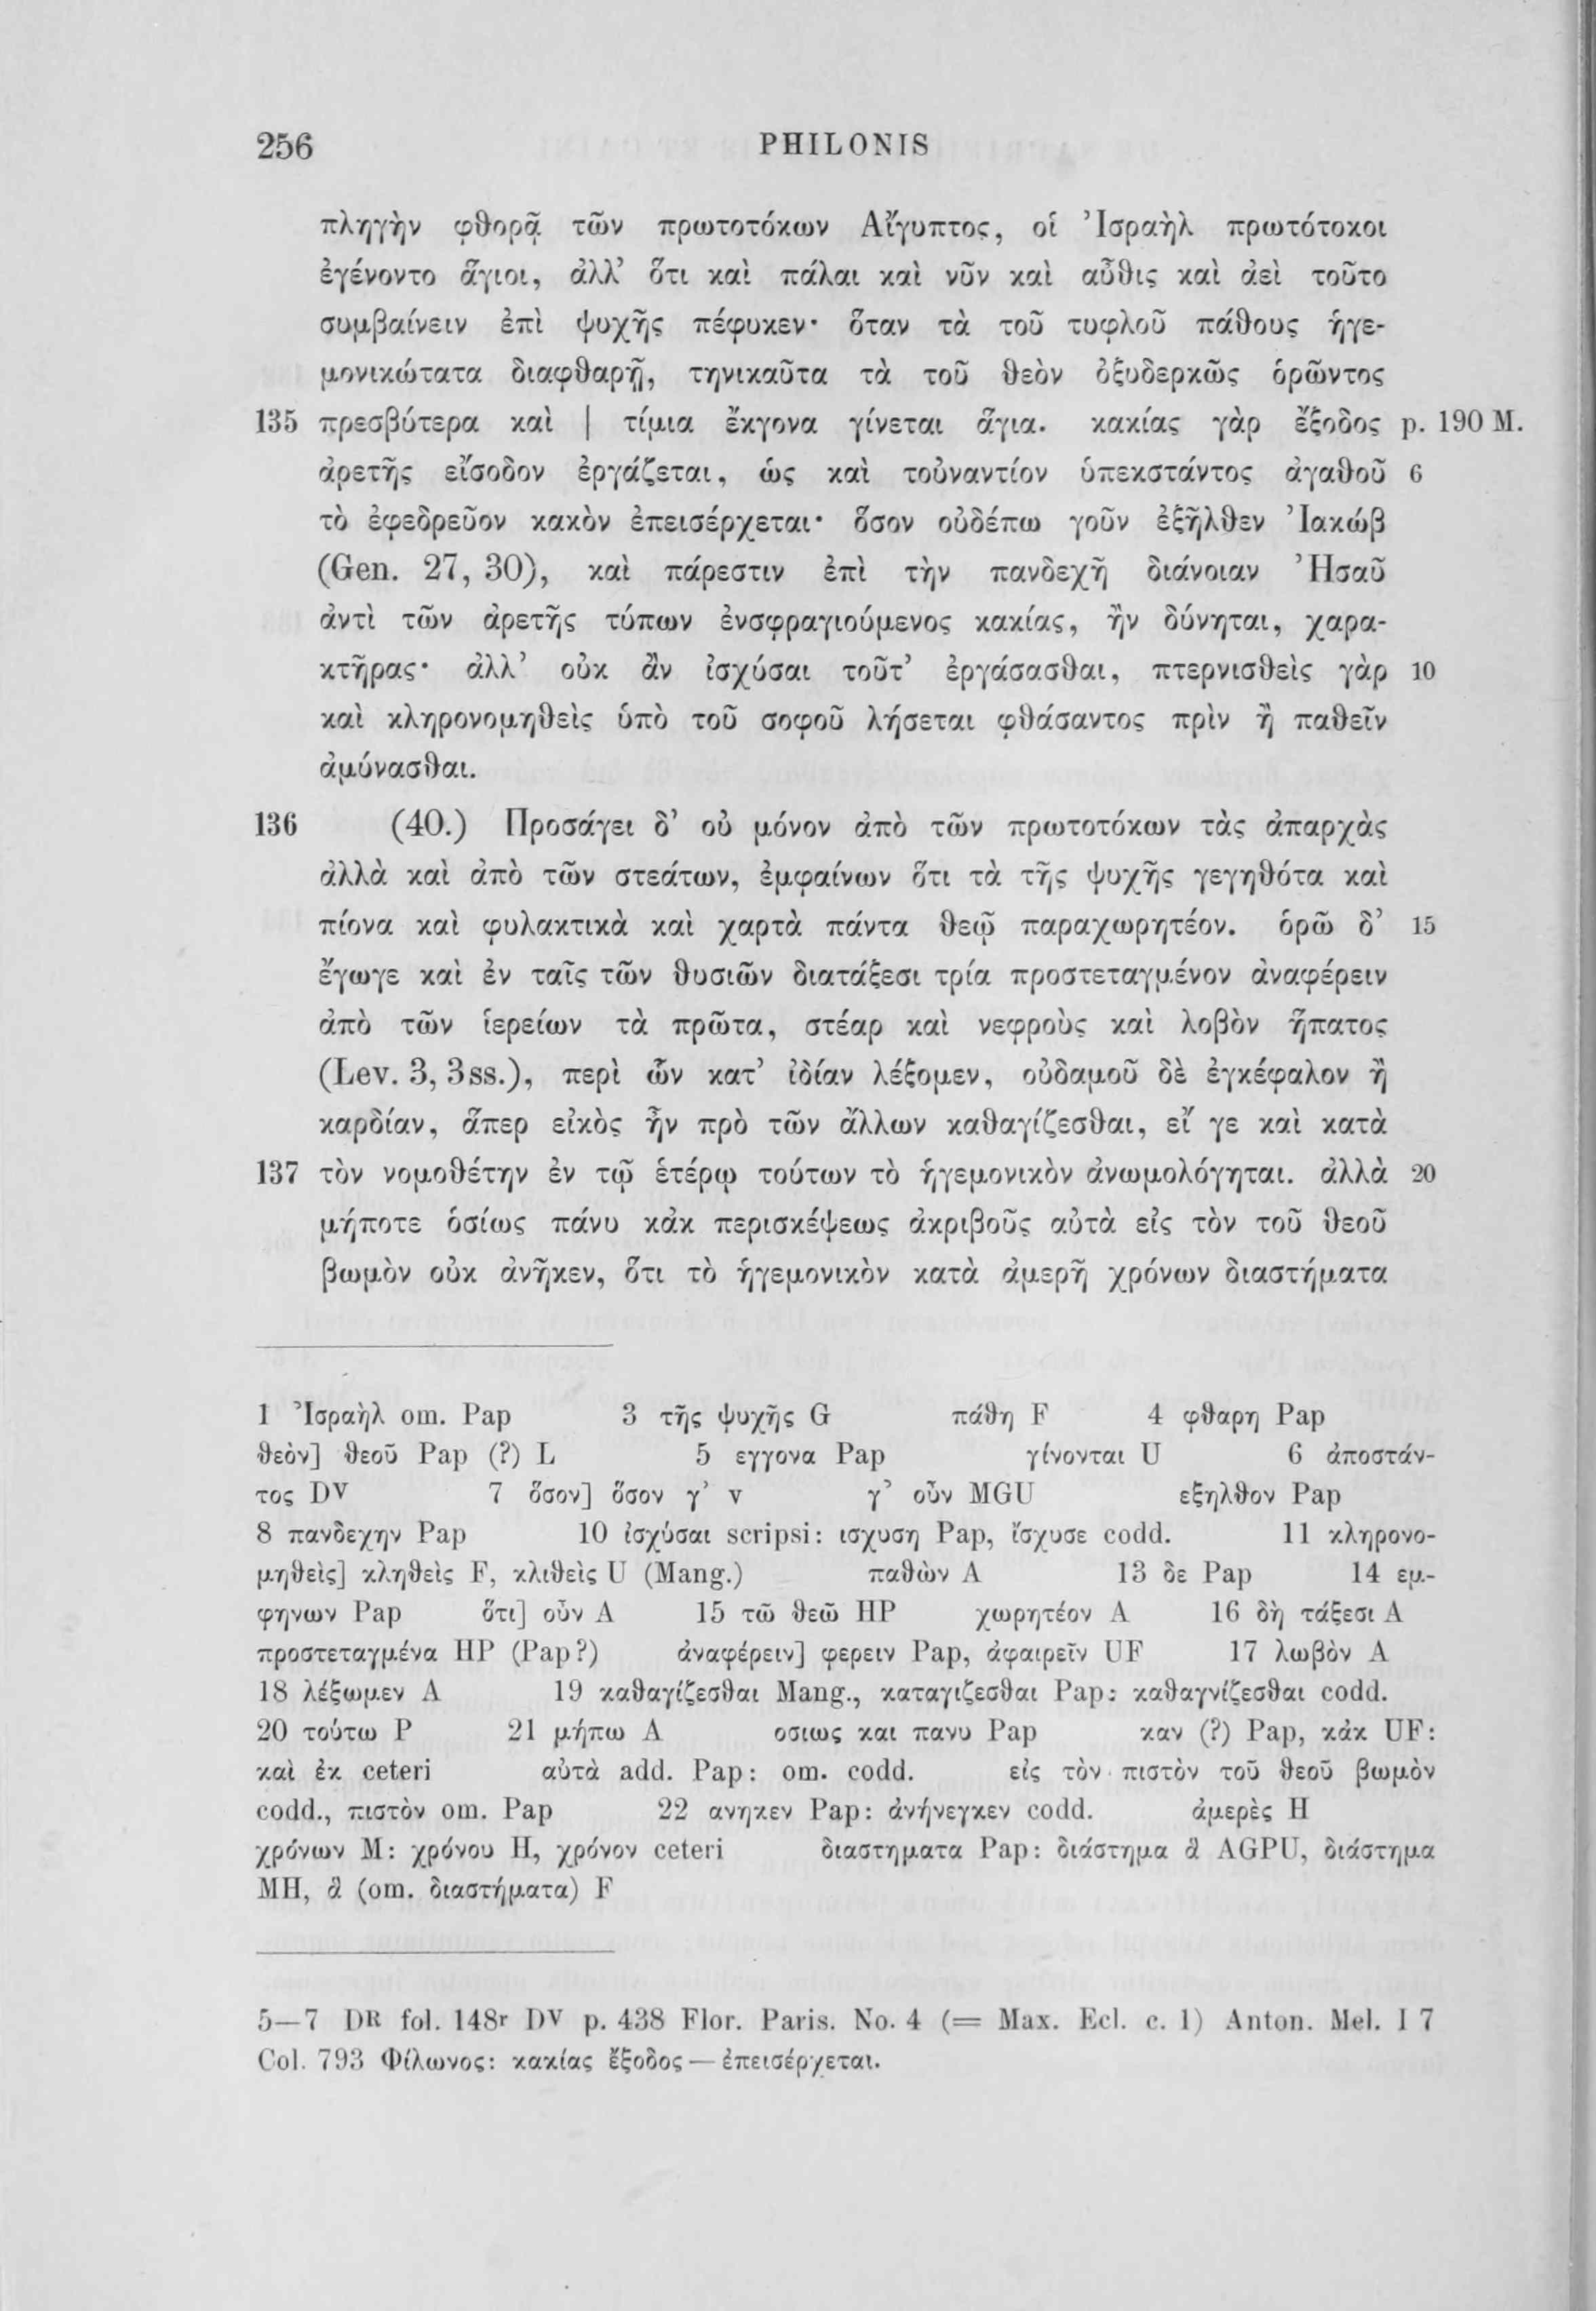 256 PHILONIS
πληγὴν φθορᾷ τῶν πρωτοτόκων Αἴγυπτος, οἱ Ἰσραὴλ πρωτότοκοι
ἐγένοντο ἅγιοι, ἀλλ’ ὅτι καὶ πάλαι καὶ νῦν καὶ αὖθις καὶ ἀεὶ τοῦτο
συμβαίνειν ἐπὶ ψυχῆς πέφυκεν· ὅταν τὰ τοῦ τυφλοῦ πάθους ἡγε-
μονικώτατα διαφθαρῇ, τηνικαῦτα τὰ τοῦ θεὸν ὀξυδερκῶς ὁρῶντος
135 πρεσβύτερα καὶ | τίμια ἔκγονα γίνεται ἅγια. κακίας γὰρ ἔξοδος p. 190 M.
ἀρετῆς εἴσοδον ἐργάζεται, ὡς καὶ τοὐναντίον ὑπεκστάντος ἀγαθοῦ 6
τὸ ἐφεδρεῦον κακὸν ἐπεισέρχεται· ὅσον οὐδέπω γοῦν ἐξῆλθεν Ἰακώβ
(Gen. 27, 30), καὶ πάρεστιν ἐπὶ τὴν πανδεχῆ διάνοιαν Ἠσαῦ
ἀντὶ τῶν ἀρετῆς τύπων ἐνσφραγιούμενος κακίας, ἢν δύνηται, χαρα-
κτῆρας· ἀλλ’ οὐκ ἂν ἰσχύσαι τοῦτ’ ἐργάσασθαι, πτερνισθεὶς γὰρ 10
καὶ κληρονομηθεὶς ὑπὸ τοῦ σοφοῦ λήσεται φθάσαντος πρὶν ἢ παθεῖν
ἀμύνασθαι.
136 (40.) Προσάγει δ’ οὐ μόνον ἀπὸ τῶν πρωτοτόκων τὰς ἀπαρχὰς
ἀλλὰ καὶ ἀπὸ τῶν στεάτων, ἐμφαίνων ὅτι τὰ τῆς ψυχῆς γεγηθότα καὶ
πίονα καὶ φυλακτικὰ καὶ χαρτὰ πάντα θεῷ παραχωρητέον. ὁρῶ δ’ 15
ἔγωγε καὶ ἐν ταῖς τῶν θυσιῶν διατάξεσι τρία προστεταγμένον ἀναφέρειν
ἀπὸ τῶν ἱερείων τὰ πρῶτα, στέαρ καὶ νεφροὺς καὶ λοβὸν ἥπατος
(Lev. 3, 3ss.), περὶ ὧν κατ’ ἰδίαν λέξομεν, οὐδαμοῦ δὲ ἐγκέφαλον ἢ
καρδίαν, ἅπερ εἰκὸς ἦν πρὸ τῶν ἄλλων καθαγίζεσθαι, εἴ γε καὶ κατὰ
137 τὸν νομοθέτην ἐν τῷ ἑτέρῳ τούτων τὸ ἡγεμονικὸν ἀνωμολόγηται. ἀλλὰ 20
μήποτε ὁσίως πάνυ κἀκ περισκέψεως ἀκριβοῦς αὐτὰ εἰς τὸν τοῦ θεοῦ
βωμὸν οὐκ ἀνῆκεν, ὅτι τὸ ἡγεμονικὸν κατὰ ἀμερῆ χρόνων διαστήματα
1 Ἰσραὴλ om. Pap 3 τῆς ψυχῆς G πάθη F 4 φθαρη Pap
θεὸν] θεοῦ Pap (?) L 5 εγγονα Pap γίνονται U 6 ἀποστάν-
τος Dᵛ 7 ὅσον] ὅσον γ’ v γ’ οὖν MGU εξηλθον Pap
8 πανδεχην Pap 10 ἰσχύσαι scripsi: ισχυση Pap, ἴσχυσε codd. 11 κληρονο-
μηθεὶς] κληθεὶς F, κλιθεὶς U (Mang.) παθὼν A 13 δε Pap 14 εμ-
φηνων Pap ὅτι] οὖν A 15 τῶ θεῶ HP χωρητέον A 16 δὴ τάξεσι A
προστεταγμένα HP (Pap?) ἀναφέρειν] φερειν Pap, ἀφαιρεῖν UF 17 λωβὸν A
18 λέξωμεν A 19 καθαγίζεσθαι Mang., καταγιζεσθαι Pap: καθαγνίζεσθαι codd.
20 τούτω P 21 μήπω A οσιως και πανυ Pap καν (?) Pap, κἀκ UF:
καὶ ἐκ ceteri αὐτὰ add. Pap: om. codd. εἰς τὸν πιστὸν τοῦ θεοῦ βωμὸν
codd., πιστὸν om. Pap 22 ανηκεν Pap: ἀνήνεγκεν codd. ἀμερὲς H
χρόνων M: χρόνου H, χρόνον ceteri διαστηματα Pap: διάστημα ἃ AGPU, διάστημα
MH, ἃ (om. διαστήματα) F
5—7 Dᴿ fol. 148ʳ Dⱽ p. 438 Flor. Paris. No. 4 (= Max. Ecl. c. 1) Anton. Mel. I 7
Col. 793 Φίλωνος: κακίας ἔξοδος — ἐπεισέρχεται.